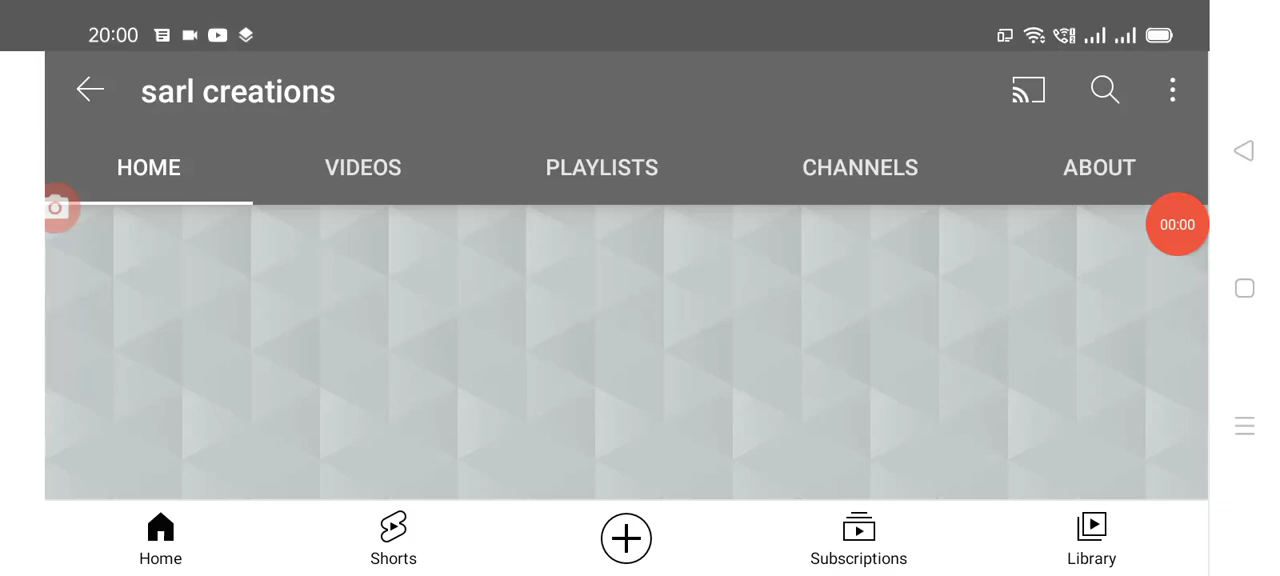 20:00
sarl creations
HOME VIDEOS PLAYLISTS CHANNELS ABOUT
00:00
Home Shorts Subscriptions Library